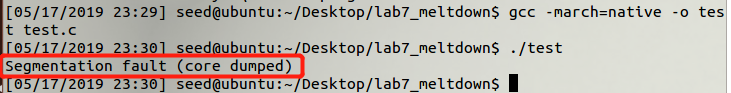 [05/17/2019 23:29] seed@ubuntu:~/Desktop/lab7_meltdown$ gcc -march=native -o tes
t test.c
[05/17/2019 23:30] seed@ubuntu:~/Desktop/lab7_meltdown$ ./test
Segmentation fault (core dumped)
[05/17/2019 23:30] seed@ubuntu:~/Desktop/lab7_meltdown$